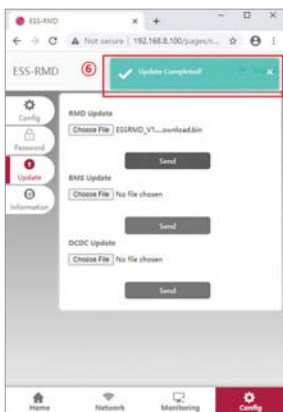 ESS-RMD
Not secure | 192.168.8.100/pages/c...
ESS-RMD
⑥
Update Completed!
Config
Password
Update
Information
RMD Update
Choose File ESSRMD_V1....ownload.bin
Send
BMS Update
Choose File No file chosen
Send
DCDC Update
Choose File No file chosen
Send
Home
Network
Monitoring
Config